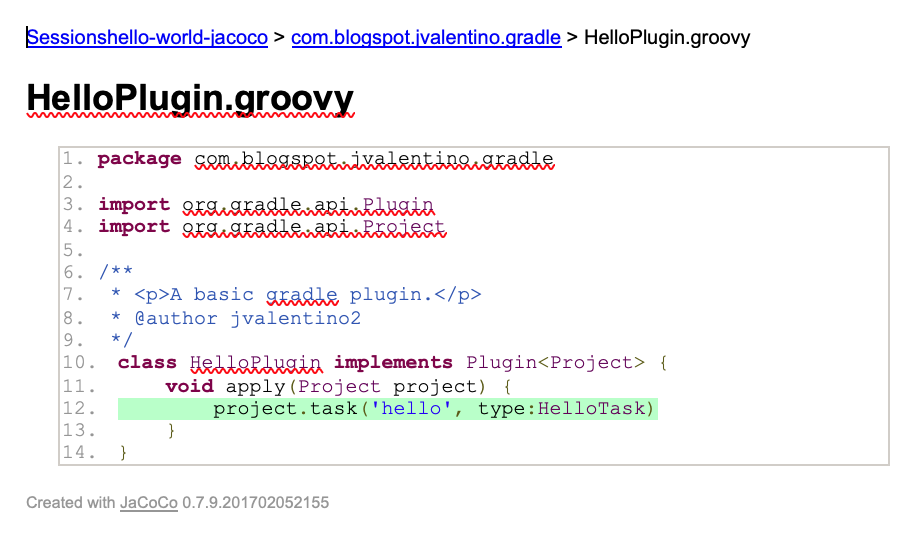 Sessionshello-world-jacoco > com.blogspot.jvalentino.gradle > HelloPlugin.groovy
HelloPlugin.groovy
1. package com.blogspot.jvalentino.gradle
2.
3. import org.gradle.api.Plugin
4. import org.gradle.api.Project
5.
6. /**
7.  * <p>A basic gradle plugin.</p>
8.  * @author jvalentino2
9.  */
10. class HelloPlugin implements Plugin<Project> {
11.     void apply(Project project) {
12.         project.task('hello', type:HelloTask)
13.     }
14. }
Created with JaCoCo 0.7.9.201702052155